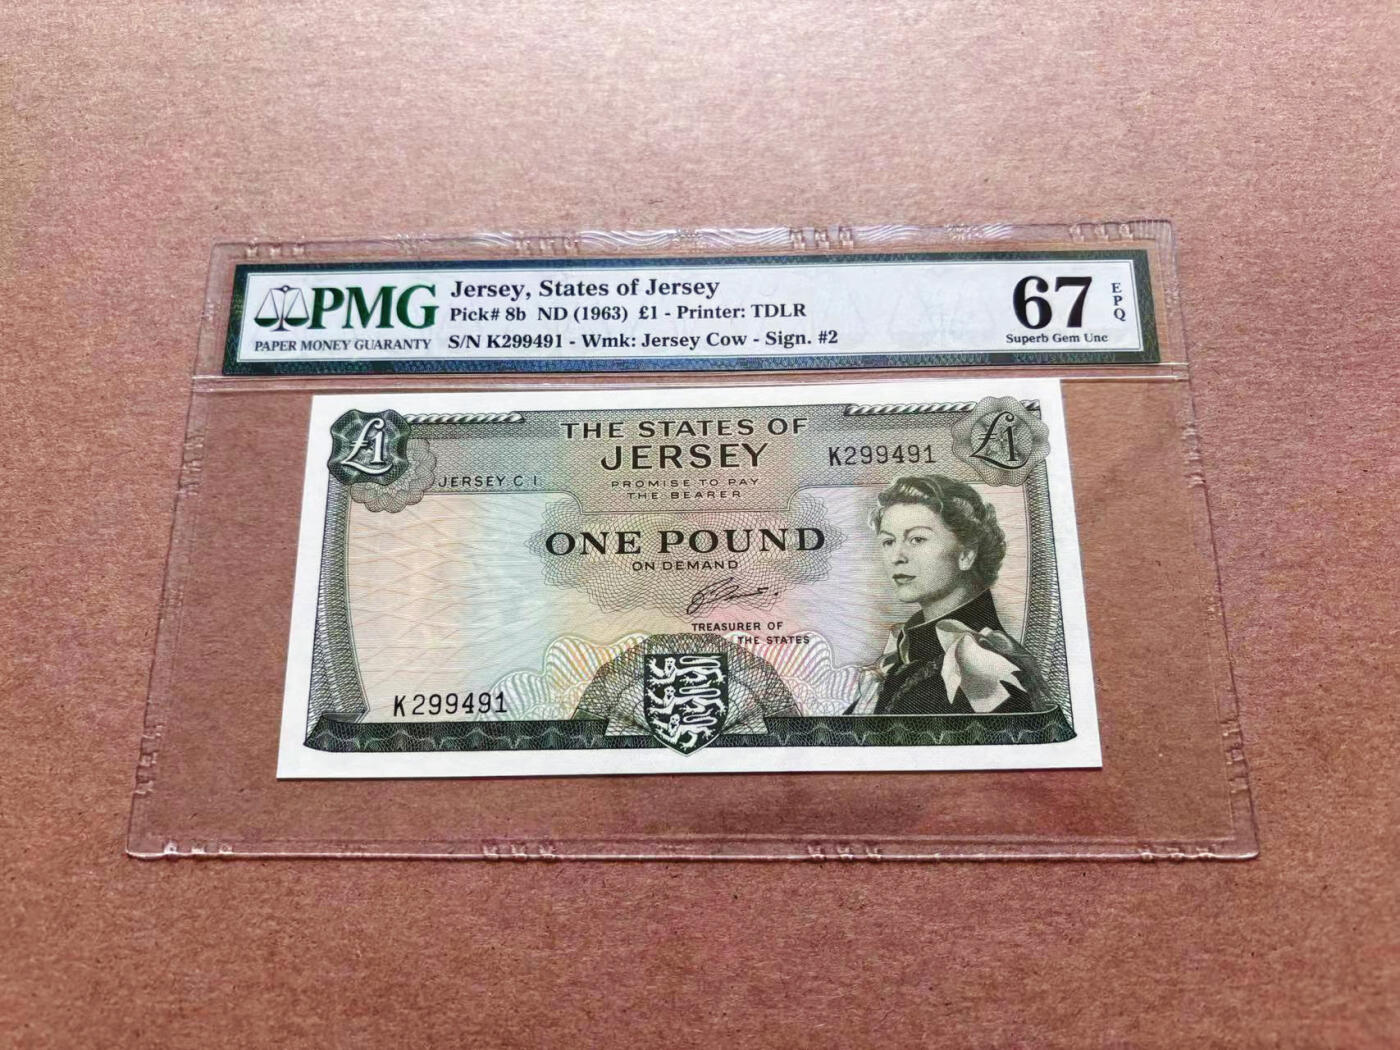 PMG
PAPER MONEY GUARANTY
Jersey, States of Jersey
Pick# 8b ND (1963) £1 - Printer: TDLR
S/N K299491 - Wmk: Jersey Cow - Sign. #2
67
EPQ
Superb Gem Unc
£1
THE STATES OF
JERSEY
K299491
£1
JERSEY.C I.
PROMISE TO PAY
THE BEARER
ONE POUND
ON DEMAND
TREASURER OF
THE STATES
K299491